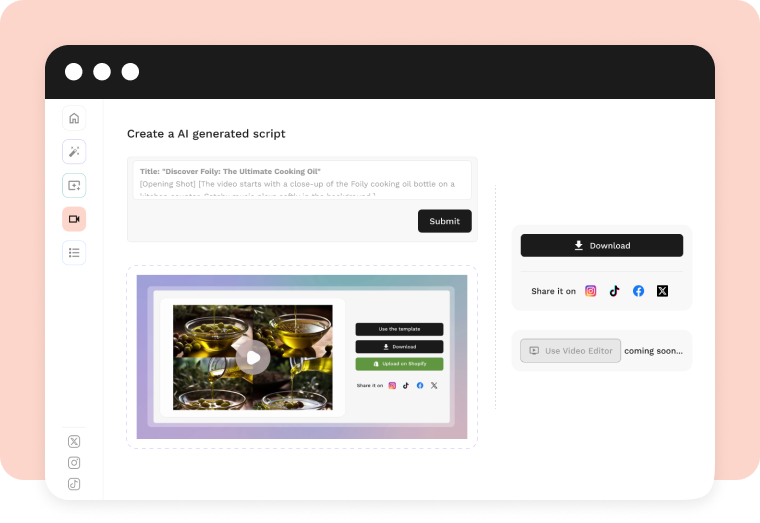 Create a AI generated script
Title: "Discover Foily: The Ultimate Cooking Oil"
[Opening Shot] [The video starts with a close-up of the Foily cooking oil bottle on a
Submit
Use the template
Download
Upload on Shopify
Share it on
Download
Share it on
Use Video Editor
coming soon...